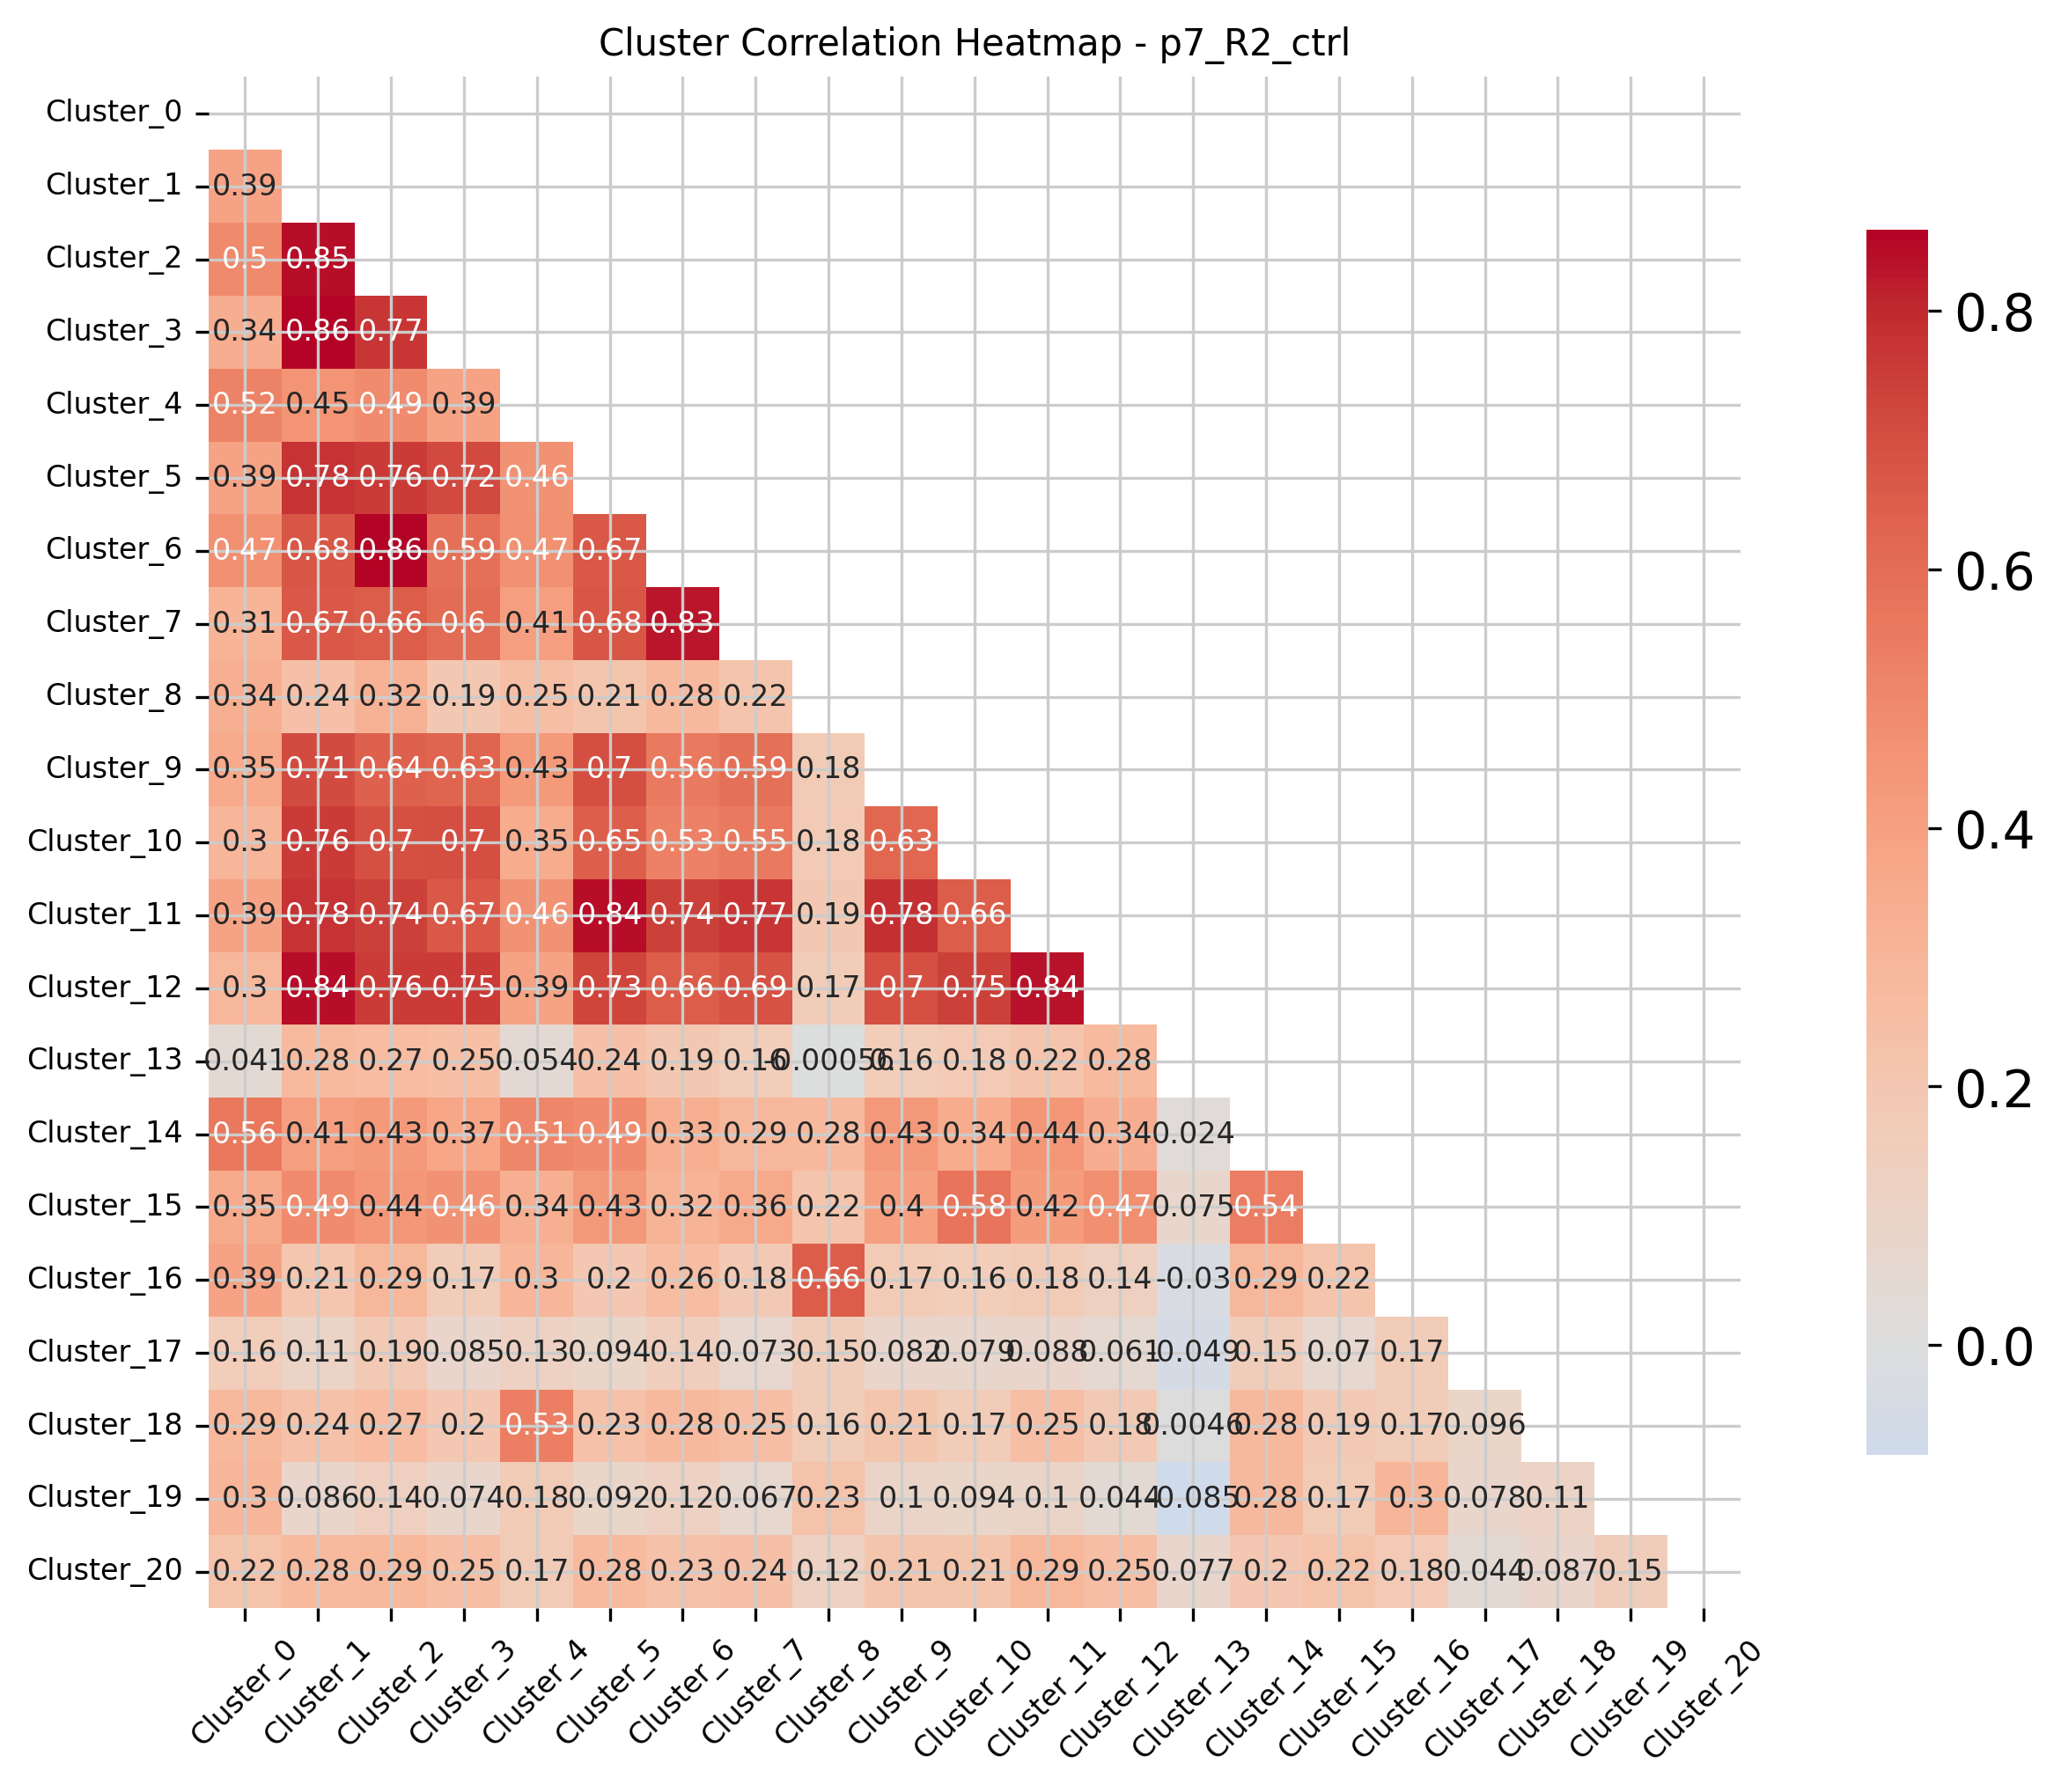 Cluster Correlation Heatmap - p7_R2_ctrl
Cluster_0
Cluster_1 0.39
Cluster_2 0.5 0.85
Cluster_3 0.34 0.86 0.77
Cluster_4 0.52 0.45 0.49 0.39
Cluster_5 0.39 0.78 0.76 0.72 0.46
Cluster_6 0.47 0.68 0.86 0.59 0.47 0.67
Cluster_7 0.31 0.67 0.66 0.6 0.41 0.68 0.83
Cluster_8 0.34 0.24 0.32 0.19 0.25 0.21 0.28 0.22
Cluster_9 0.35 0.71 0.64 0.63 0.43 0.7 0.56 0.59 0.18
Cluster_10 0.3 0.76 0.7 0.7 0.35 0.65 0.53 0.55 0.18 0.63
Cluster_11 0.39 0.78 0.74 0.67 0.46 0.84 0.74 0.77 0.19 0.78 0.66
Cluster_12 0.3 0.84 0.76 0.75 0.39 0.73 0.66 0.69 0.17 0.7 0.75 0.84
Cluster_13 0.041 0.28 0.27 0.25 0.054 0.24 0.19 0.16 -0.00056 0.16 0.18 0.22 0.28
Cluster_14 0.56 0.41 0.43 0.37 0.51 0.49 0.33 0.29 0.28 0.43 0.34 0.44 0.34 0.024
Cluster_15 0.35 0.49 0.44 0.46 0.34 0.43 0.32 0.36 0.22 0.4 0.58 0.42 0.47 0.075 0.54
Cluster_16 0.39 0.21 0.29 0.17 0.3 0.2 0.26 0.18 0.66 0.17 0.16 0.18 0.14 -0.03 0.29 0.22
Cluster_17 0.16 0.11 0.19 0.085 0.13 0.094 0.14 0.073 0.15 0.082 0.079 0.088 0.061 -0.049 0.15 0.07 0.17
Cluster_18 0.29 0.24 0.27 0.2 0.53 0.23 0.28 0.25 0.16 0.21 0.17 0.25 0.18 0.0046 0.28 0.19 0.17 0.096
Cluster_19 0.3 0.086 0.14 0.074 0.18 0.092 0.12 0.067 0.23 0.1 0.094 0.1 0.044 -0.085 0.28 0.17 0.3 0.078 0.11
Cluster_20 0.22 0.28 0.29 0.25 0.17 0.28 0.23 0.24 0.12 0.21 0.21 0.29 0.25 0.077 0.2 0.22 0.18 0.044 0.087 0.15
Cluster_0 Cluster_1 Cluster_2 Cluster_3 Cluster_4 Cluster_5 Cluster_6 Cluster_7 Cluster_8 Cluster_9 Cluster_10 Cluster_11 Cluster_12 Cluster_13 Cluster_14 Cluster_15 Cluster_16 Cluster_17 Cluster_18 Cluster_19 Cluster_20
0.8
0.6
0.4
0.2
0.0